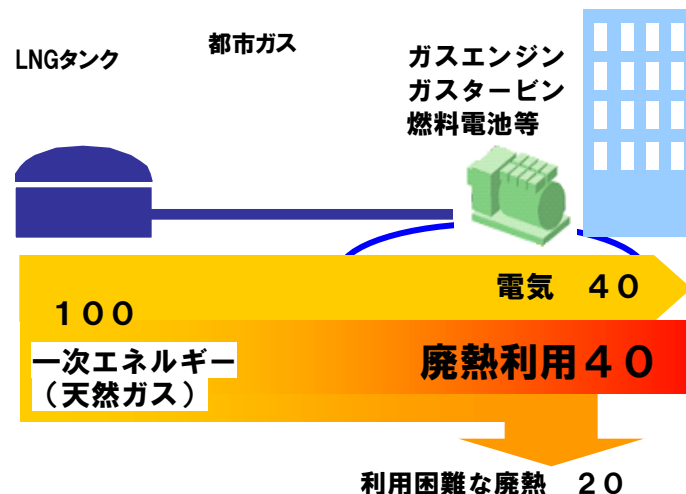 LNGタンク
都市ガス
ガスエンジン
ガスタービン
燃料電池等
電気　４０
１００
一次エネルギー
（天然ガス）
廃熱利用４０
利用困難な廃熱　２０